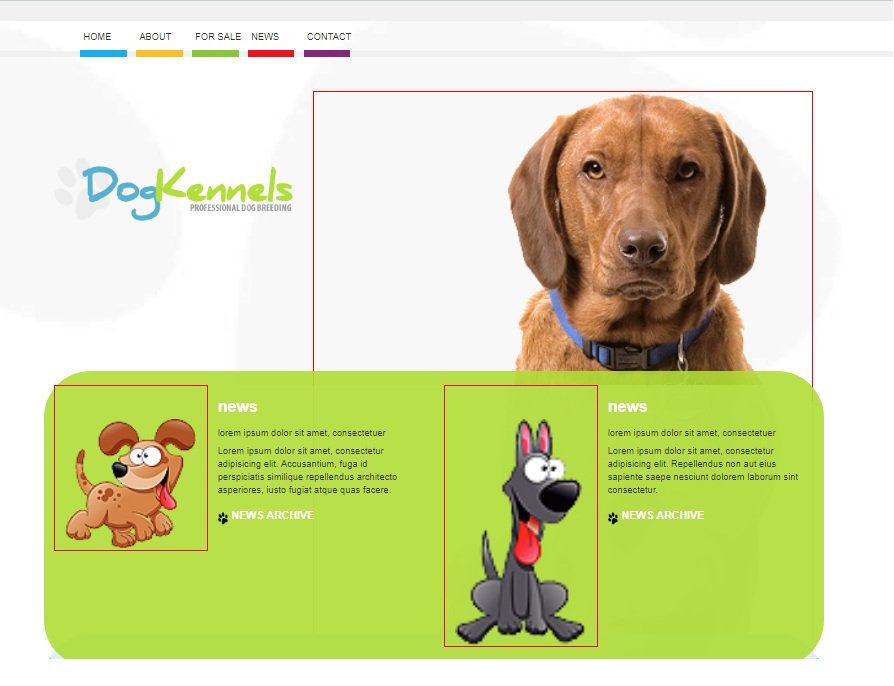 HOME ABOUT FOR SALE NEWS CONTACT
DogKennels
PROFESSIONAL DOG BREEDING
news
lorem ipsum dolor sit amet, consectetuer
Lorem ipsum dolor sit amet, consectetur
adipisicing elit. Accusantium, fuga id
perspiciatis similique repellendus architecto
asperiores, iusto fugiat atque quas facere.
NEWS ARCHIVE
news
lorem ipsum dolor sit amet, consectetuer
Lorem ipsum dolor sit amet, consectetur
adipisicing elit. Repellendus non aut eius
sapiente saepe nesciunt dolorem laborum sint
consectetur.
NEWS ARCHIVE